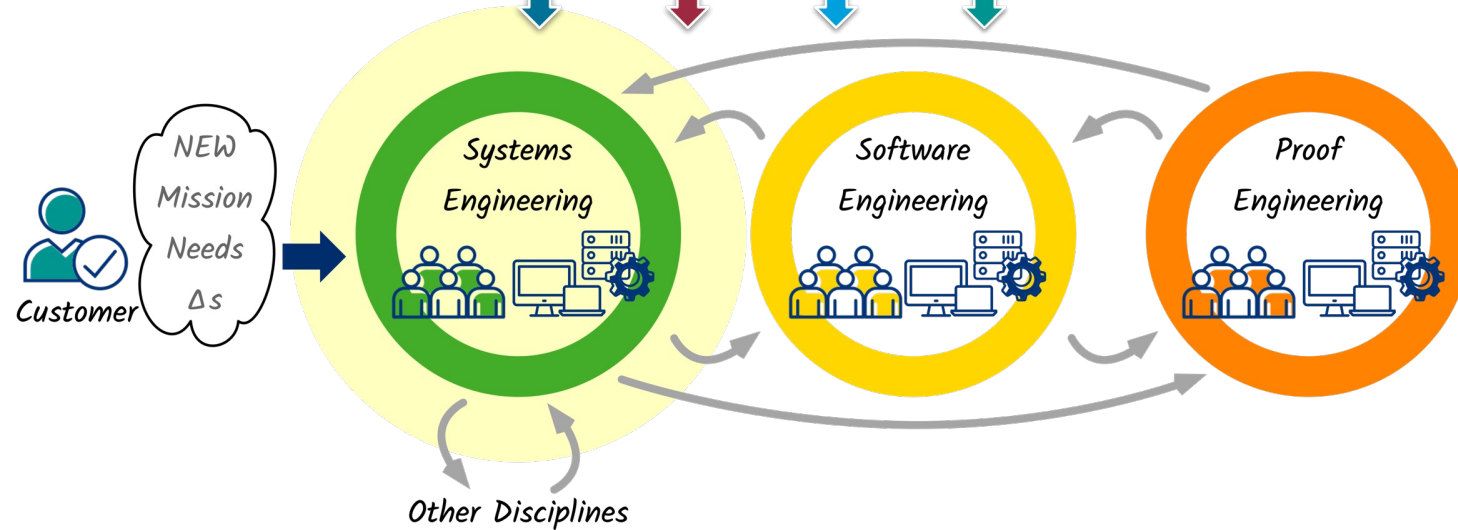 NEW
Mission
Needs
Δs
Customer
Systems
Engineering
Software
Engineering
Proof
Engineering
Other Disciplines